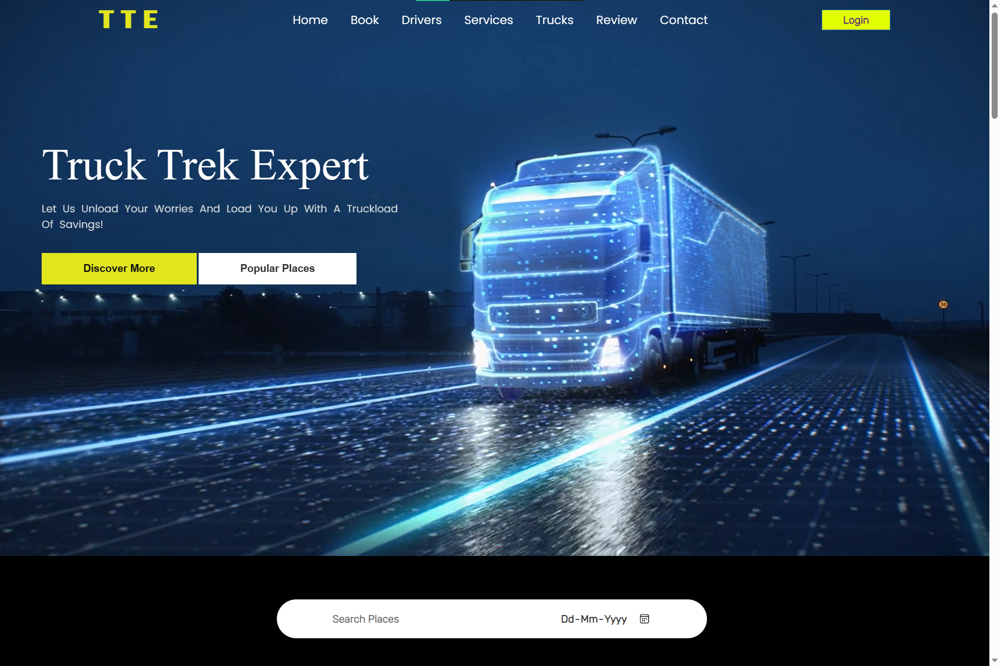 TTE
Home Book Drivers Services Trucks Review Contact
Login
Truck Trek Expert
Let Us Unload Your Worries And Load You Up With A Truckload
Of Savings!
Discover More
Popular Places
50
Search Places
Dd-Mm-Yyyy